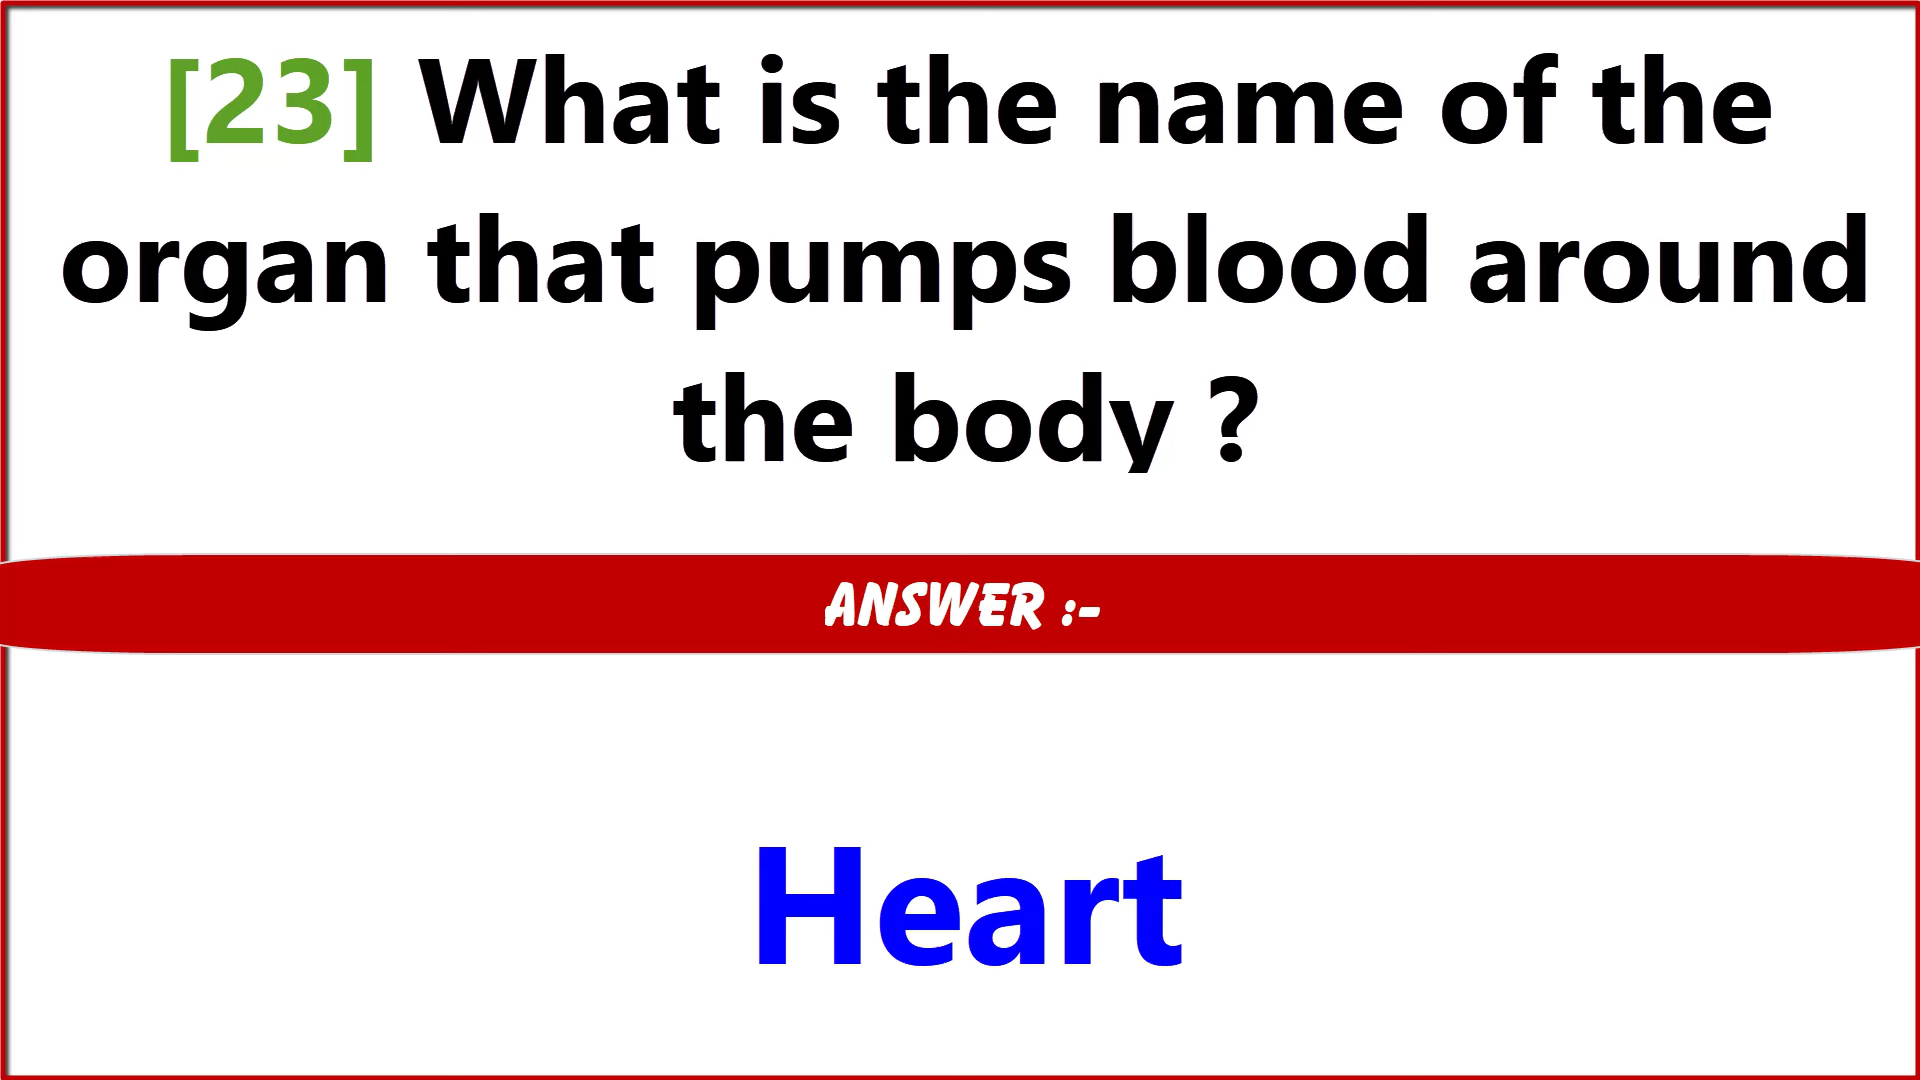 [23] What is the name of the
organ that pumps blood around
the body ?
ANSWER :-
Heart